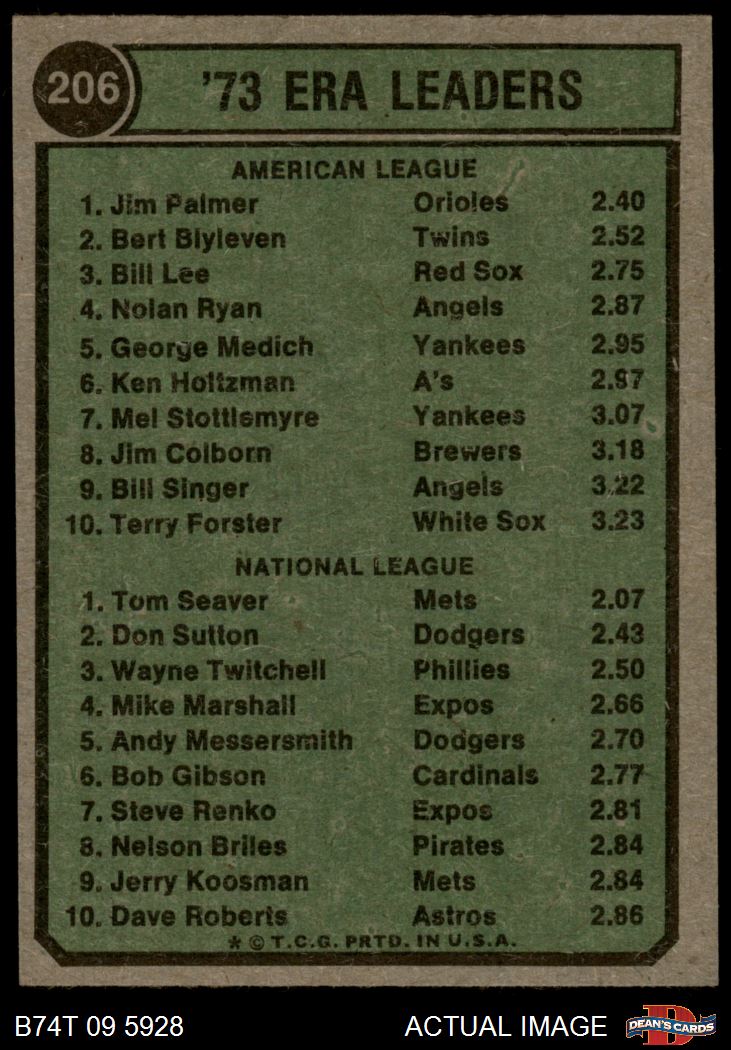 206 '73 ERA LEADERS
AMERICAN LEAGUE
1. Jim Palmer Orioles 2.40
2. Bert Blyleven Twins 2.52
3. Bill Lee Red Sox 2.75
4. Nolan Ryan Angels 2.87
5. George Medich Yankees 2.95
6. Ken Holtzman A's 2.97
7. Mel Stottlemyre Yankees 3.07
8. Jim Colborn Brewers 3.18
9. Bill Singer Angels 3.22
10. Terry Forster White Sox 3.23
NATIONAL LEAGUE
1. Tom Seaver Mets 2.07
2. Don Sutton Dodgers 2.43
3. Wayne Twitchell Phillies 2.50
4. Mike Marshall Expos 2.66
5. Andy Messersmith Dodgers 2.70
6. Bob Gibson Cardinals 2.77
7. Steve Renko Expos 2.81
8. Nelson Briles Pirates 2.84
9. Jerry Koosman Mets 2.84
10. Dave Roberts Astros 2.86
* © T.C.G. PRTD. IN U.S.A.
B74T 09 5928 ACTUAL IMAGE DEAN'S CARDS